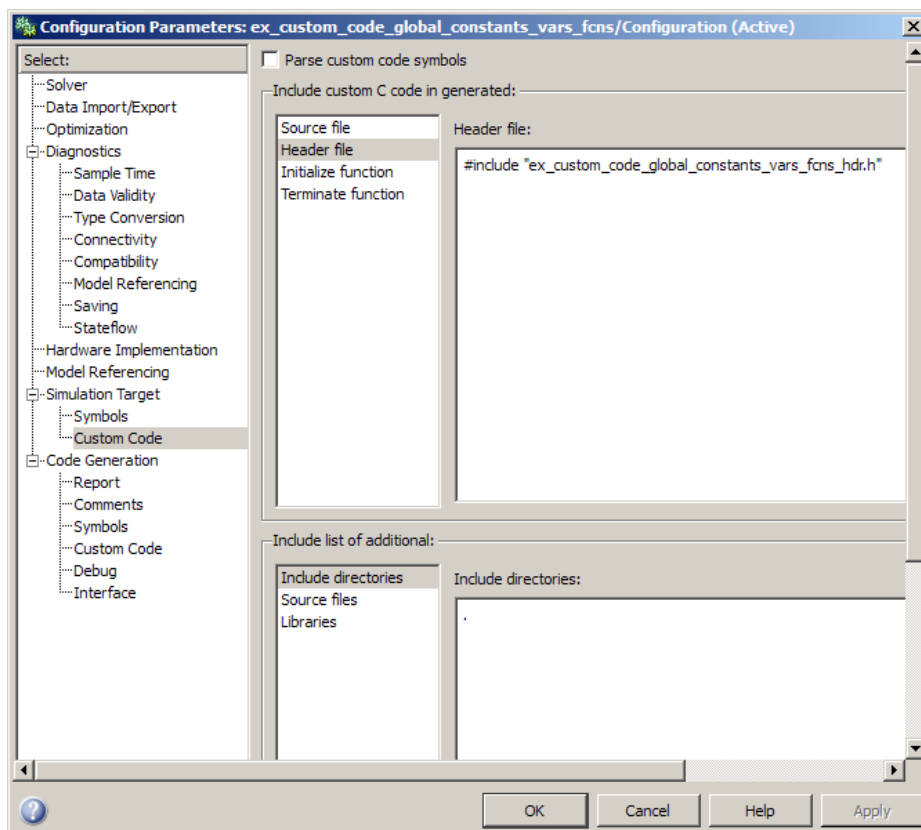 Configuration Parameters: ex_custom_code_global_constants_vars_fcns/Configuration (Active)
Select:
Solver
Data Import/Export
Optimization
Diagnostics
Sample Time
Data Validity
Type Conversion
Connectivity
Compatibility
Model Referencing
Saving
Stateflow
Hardware Implementation
Model Referencing
Simulation Target
Symbols
Custom Code
Code Generation
Report
Comments
Symbols
Custom Code
Debug
Interface
Parse custom code symbols
Include custom C code in generated:
Source file
Header file
Initialize function
Terminate function
Header file:
#include "ex_custom_code_global_constants_vars_fcns_hdr.h"
Include list of additional:
Include directories
Source files
Libraries
Include directories:
.
OK
Cancel
Help
Apply